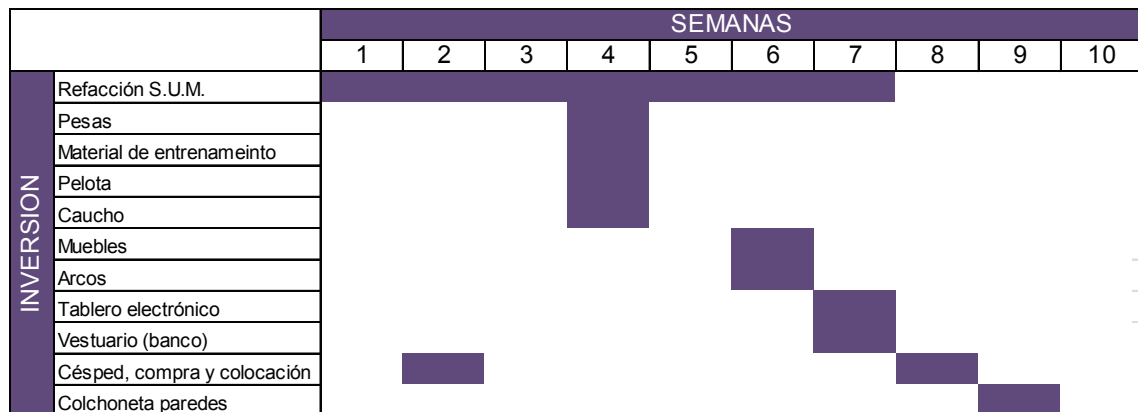 SEMANAS
1 2 3 4 5 6 7 8 9 10
INVERSION
Refacción S.U.M.
Pesas
Material de entrenameinto
Pelota
Caucho
Muebles
Arcos
Tablero electrónico
Vestuario (banco)
Césped, compra y colocación
Colchoneta paredes